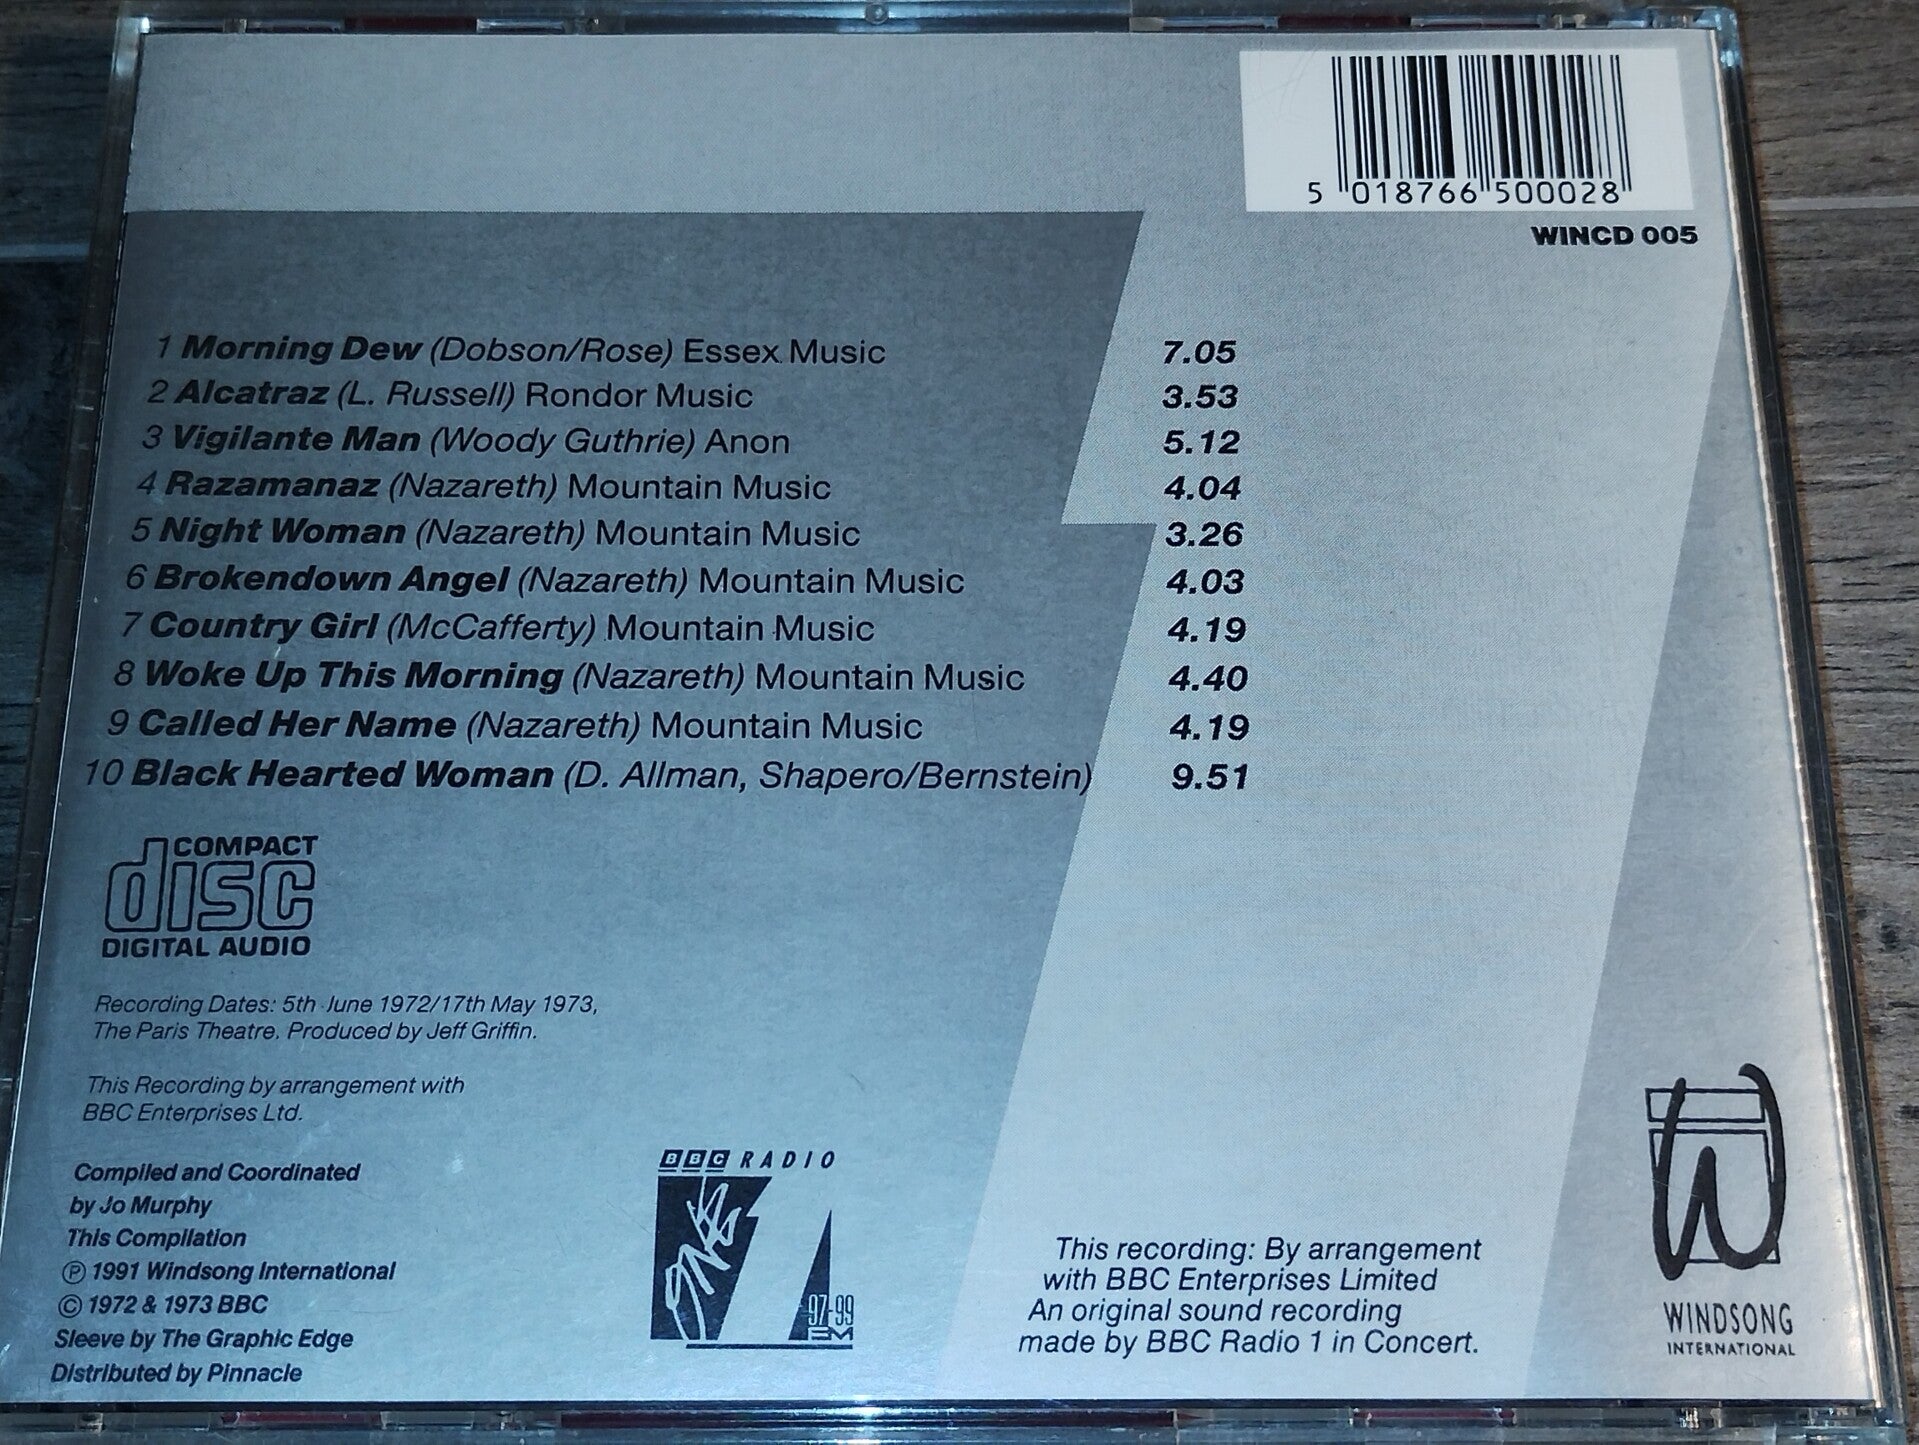 5 018766 500028
WINCD 005
1 Morning Dew (Dobson/Rose) Essex Music 7.05
2 Alcatraz (L. Russell) Rondor Music 3.53
3 Vigilante Man (Woody Guthrie) Anon 5.12
4 Razamanaz (Nazareth) Mountain Music 4.04
5 Night Woman (Nazareth) Mountain Music 3.26
6 Brokendown Angel (Nazareth) Mountain Music 4.03
7 Country Girl (McCafferty) Mountain Music 4.19
8 Woke Up This Morning (Nazareth) Mountain Music 4.40
9 Called Her Name (Nazareth) Mountain Music 4.19
10 Black Hearted Woman (D. Allman, Shapero/Bernstein) 9.51
COMPACT
disc
DIGITAL AUDIO
Recording Dates: 5th June 1972/17th May 1973,
The Paris Theatre. Produced by Jeff Griffin.
This Recording by arrangement with
BBC Enterprises Ltd.
Compiled and Coordinated
by Jo Murphy
This Compilation
Ⓟ 1991 Windsong International
© 1972 & 1973 BBC
Sleeve by The Graphic Edge
Distributed by Pinnacle
BBC RADIO
ONE 1
97-99
FM
This recording: By arrangement
with BBC Enterprises Limited
An original sound recording
made by BBC Radio 1 in Concert.
W
WINDSONG
INTERNATIONAL